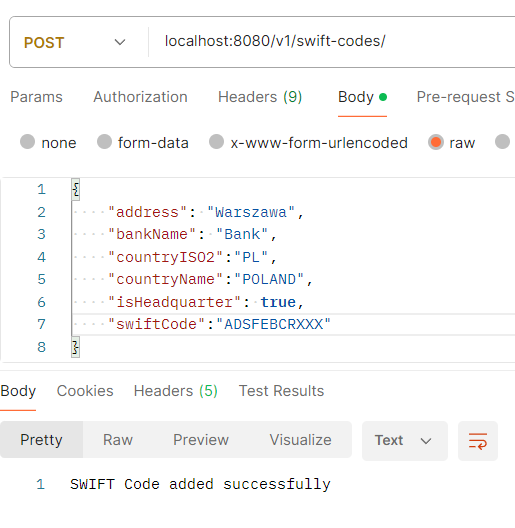 POST localhost:8080/v1/swift-codes/
Params Authorization Headers (9) Body Pre-request S
none form-data x-www-form-urlencoded raw
1 {
2 "address": "Warszawa",
3 "bankName": "Bank",
4 "countryISO2":"PL",
5 "countryName":"POLAND",
6 "isHeadquarter": true,
7 "swiftCode":"ADSFEBCRXXX"
8 }
Body Cookies Headers (5) Test Results
Pretty Raw Preview Visualize Text
1 SWIFT Code added successfully